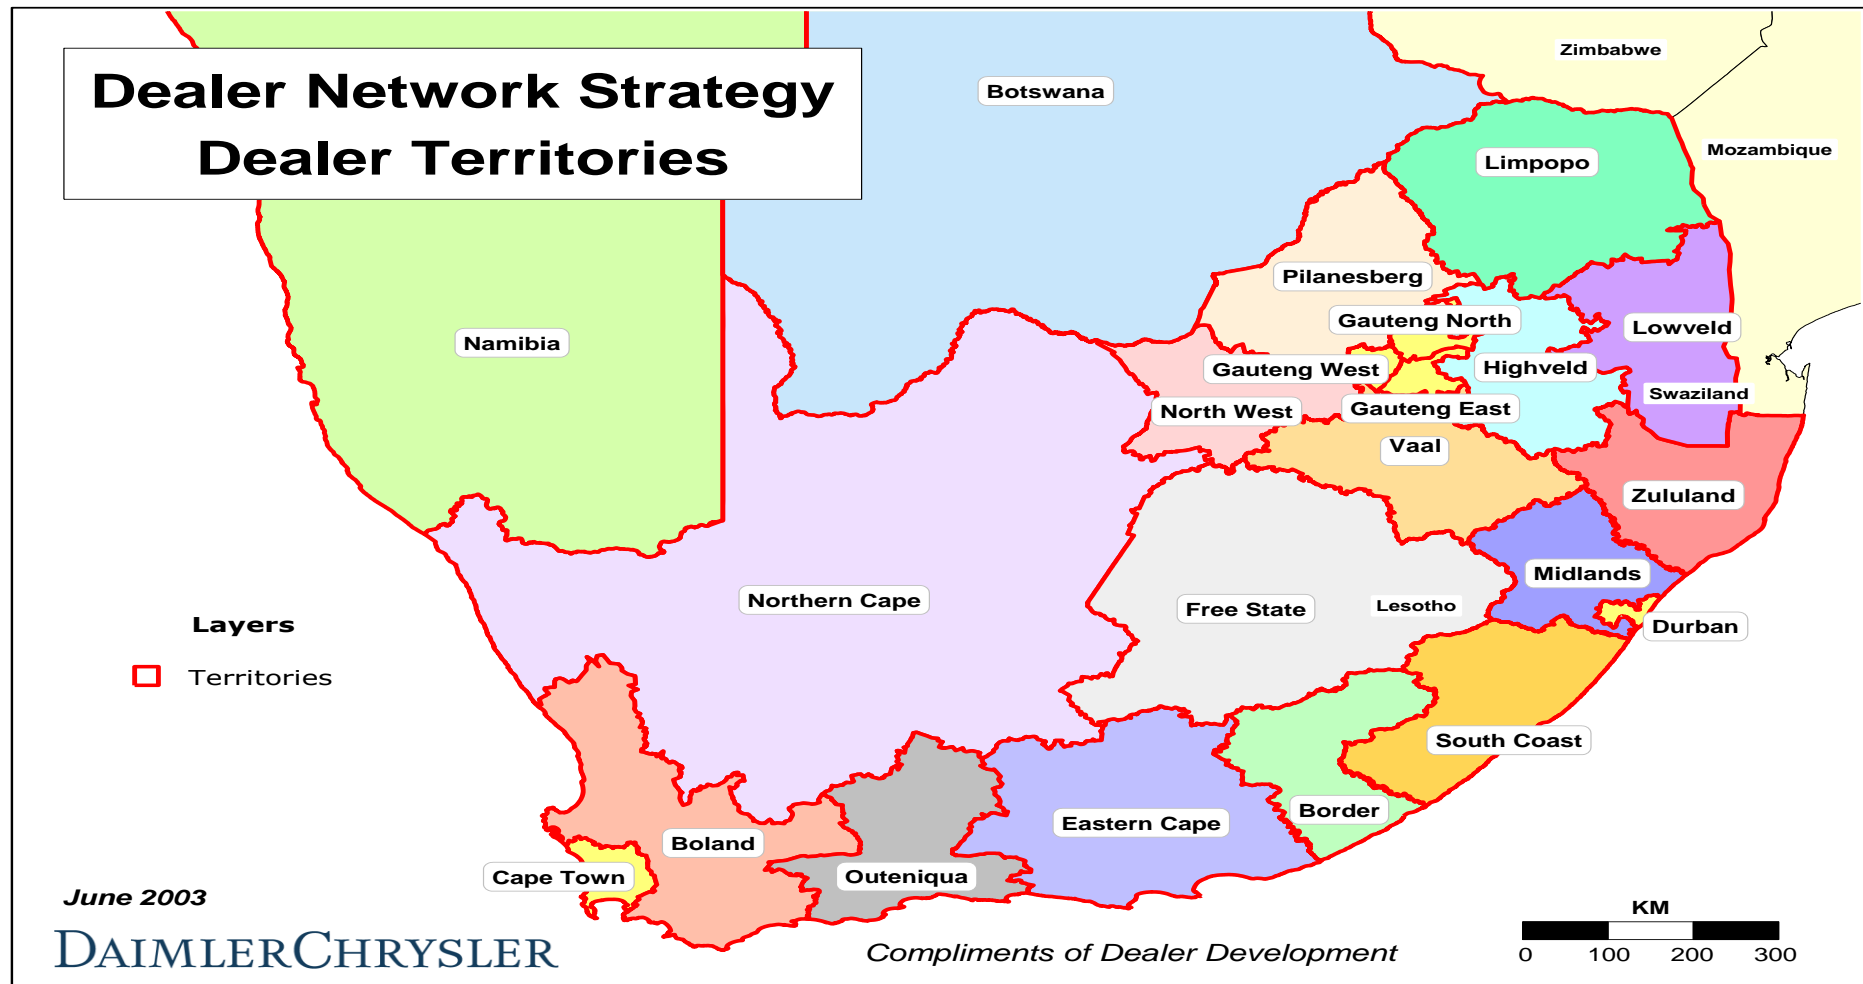 Dealer Network Strategy
Dealer Territories
Zimbabwe
Botswana
Mozambique
Limpopo
Pilanesberg
Gauteng North
Lowveld
Namibia
Gauteng West
Highveld
Swaziland
North West
Gauteng East
Vaal
Zululand
Midlands
Northern Cape
Free State
Lesotho
Durban
Layers
Territories
South Coast
Border
Eastern Cape
Boland
Cape Town
Outeniqua
June 2003
DAIMLERCHRYSLER
Compliments of Dealer Development
KM
0 100 200 300